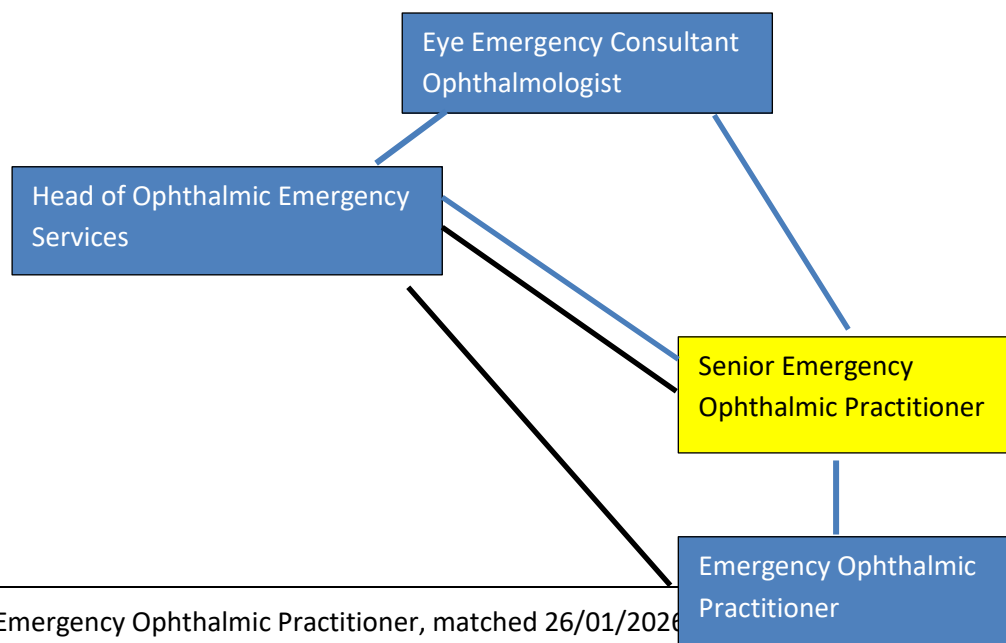 Eye Emergency Consultant
Ophthalmologist
Head of Ophthalmic Emergency
Services
Senior Emergency
Ophthalmic Practitioner
Emergency Ophthalmic
Practitioner
Emergency Ophthalmic Practitioner, matched 26/01/2026